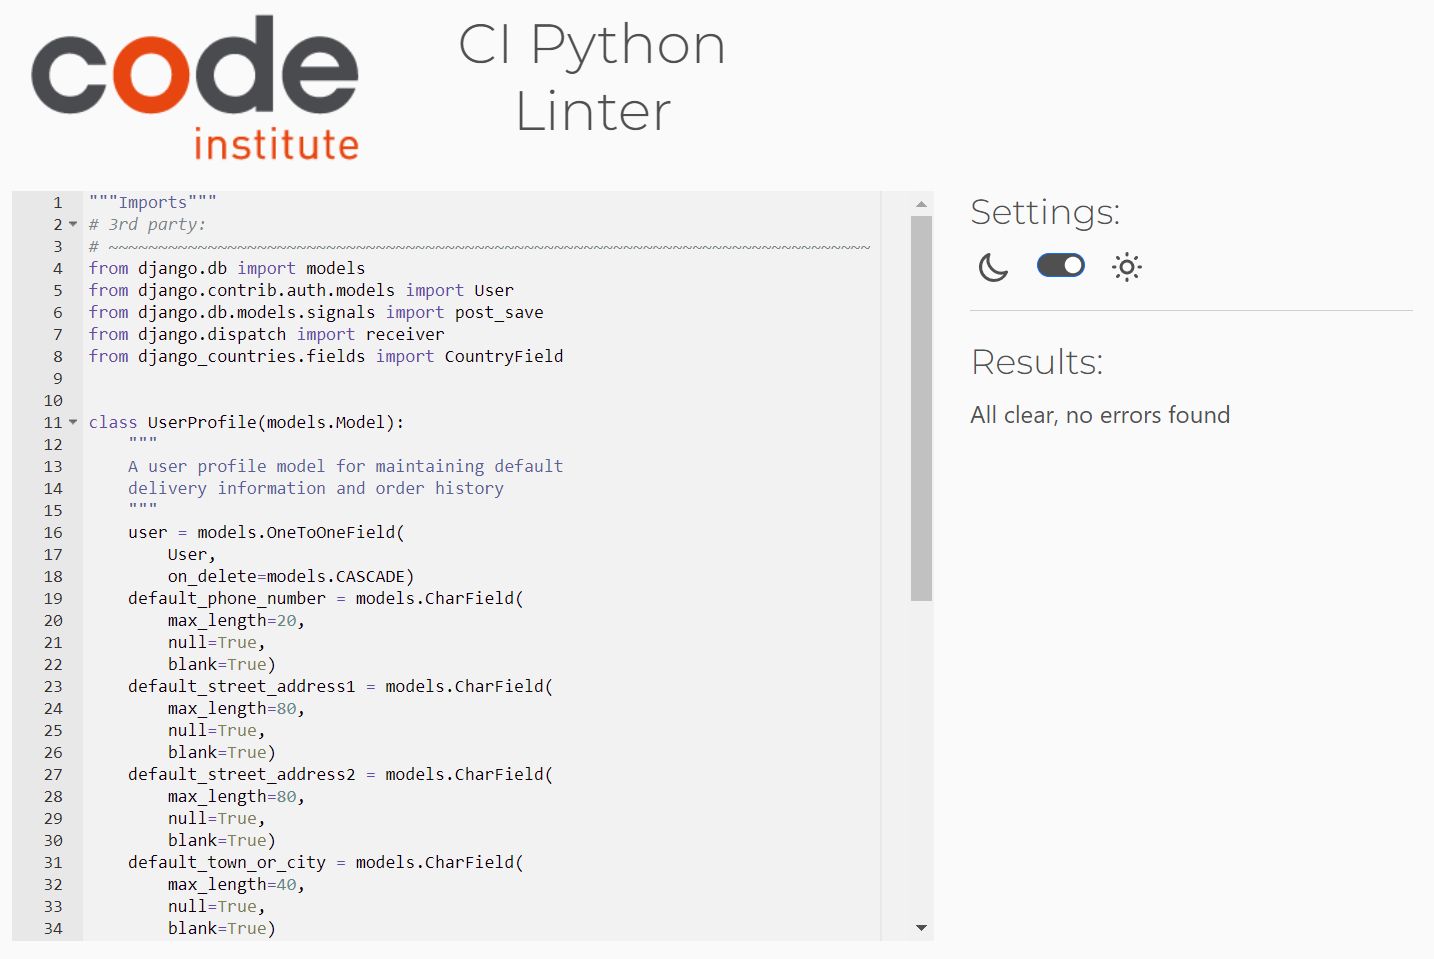 code
institute
CI Python
Linter
1 """Imports"""
2 # 3rd party:
3 # ~~~~~~~~~~~~~~~~~~~~~~~~~~~~~~~~~~~~~~~~~~~~~~~~~~~~~~~~~~~~~~~~~~~~~~~~~~~~~
4 from django.db import models
5 from django.contrib.auth.models import User
6 from django.db.models.signals import post_save
7 from django.dispatch import receiver
8 from django_countries.fields import CountryField
9
10
11 class UserProfile(models.Model):
12     """
13     A user profile model for maintaining default
14     delivery information and order history
15     """
16     user = models.OneToOneField(
17         User,
18         on_delete=models.CASCADE)
19     default_phone_number = models.CharField(
20         max_length=20,
21         null=True,
22         blank=True)
23     default_street_address1 = models.CharField(
24         max_length=80,
25         null=True,
26         blank=True)
27     default_street_address2 = models.CharField(
28         max_length=80,
29         null=True,
30         blank=True)
31     default_town_or_city = models.CharField(
32         max_length=40,
33         null=True,
34         blank=True)
Settings:
Results:
All clear, no errors found